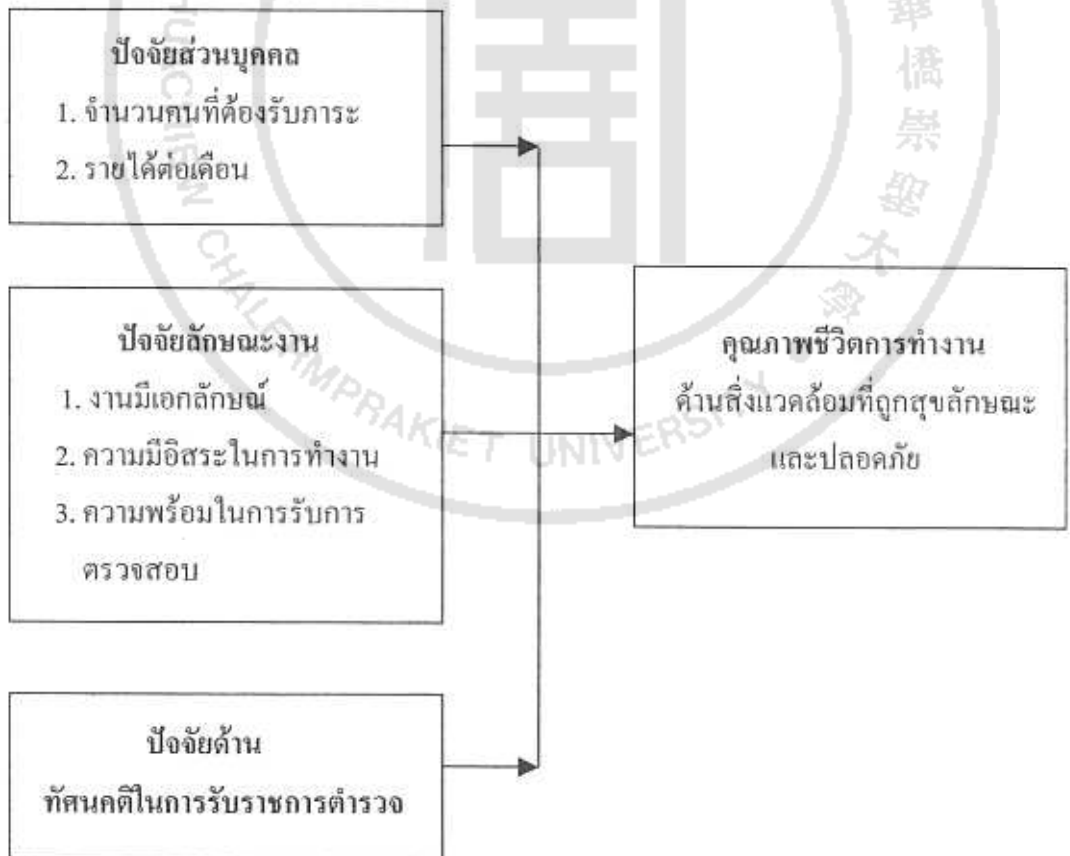 ปัจจัยส่วนบุคคล
1. จำนวนคนที่ต้องรับภาระ
2. รายได้ต่อเดือน
ปัจจัยลักษณะงาน
1. งานมีเอกลักษณ์
2. ความมีอิสระในการทำงาน
3. ความพร้อมในการรับการ
ตรวจสอบ
ปัจจัยด้าน
ทัศนคติในการรับราชการตำรวจ
คุณภาพชีวิตการทำงาน
ด้านสิ่งแวดล้อมที่ถูกสุขลักษณะ
และปลอดภัย
CHALERMPRAKIET UNIVERSITY
華僑崇聖大學